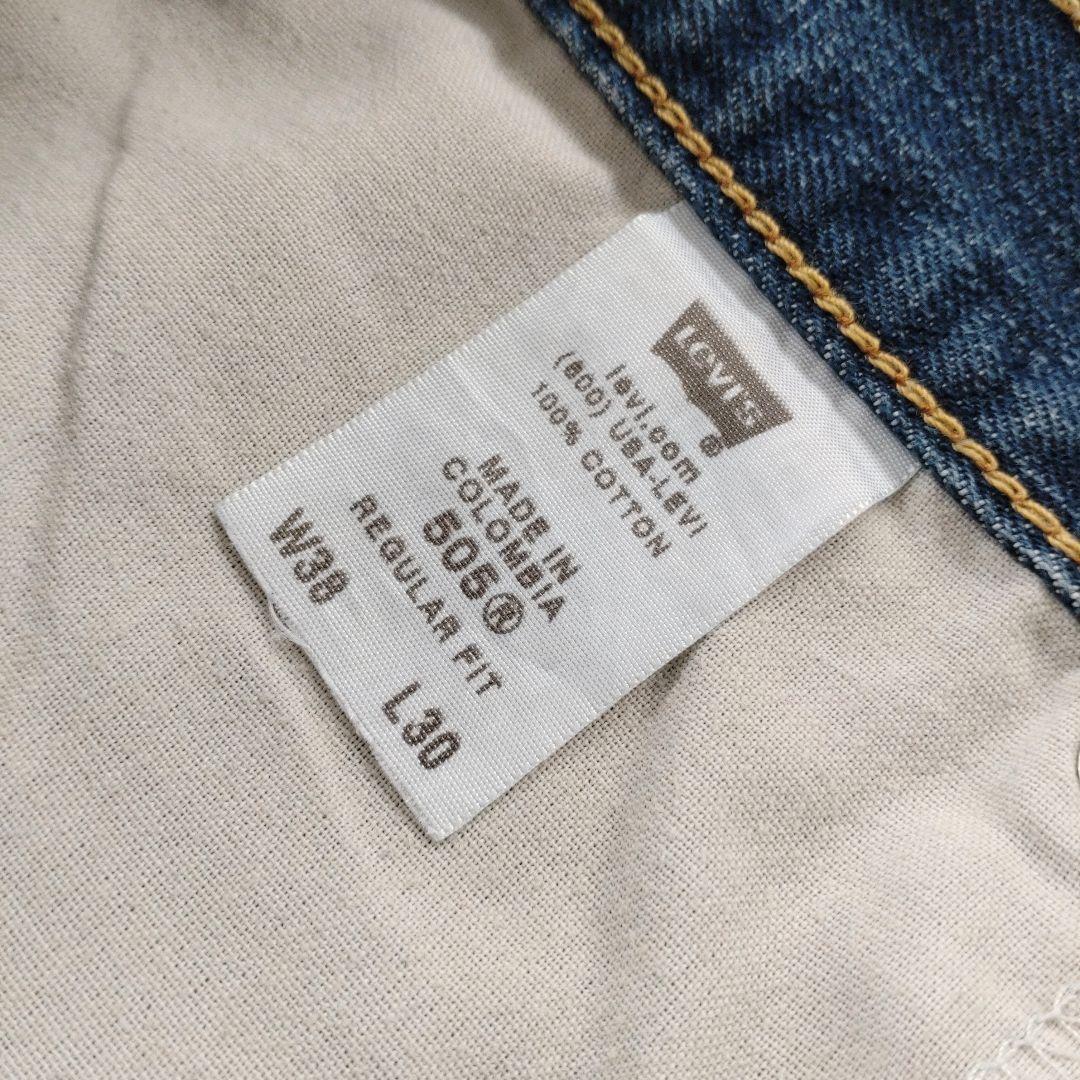 Levi's®
levi.com
(800) USA-LEVI
100% COTTON
MADE IN
COLOMBIA
505®
REGULAR FIT
W38 L30